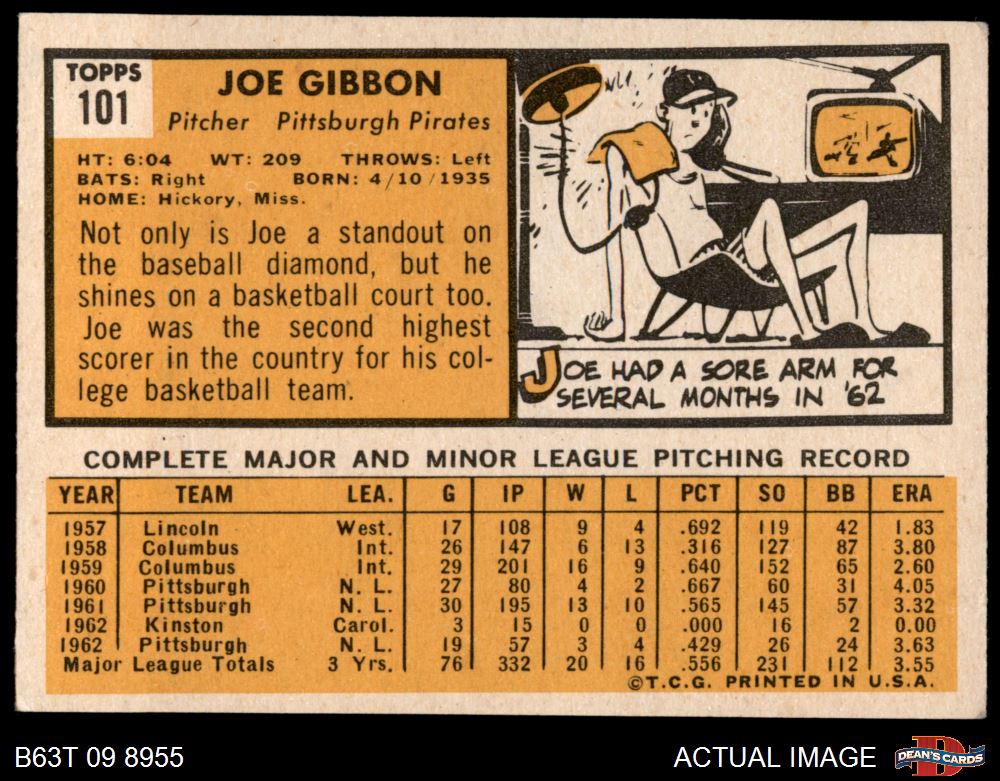 TOPPS
101
JOE GIBBON
Pitcher Pittsburgh Pirates
HT: 6:04 WT: 209 THROWS: Left
BATS: Right BORN: 4/10/1935
HOME: Hickory, Miss.
Not only is Joe a standout on
the baseball diamond, but he
shines on a basketball court too.
Joe was the second highest
scorer in the country for his col-
lege basketball team.
JOE HAD A SORE ARM FOR
SEVERAL MONTHS IN '62
COMPLETE MAJOR AND MINOR LEAGUE PITCHING RECORD
YEAR TEAM LEA. G IP W L PCT SO BB ERA
1957 Lincoln West. 17 108 9 4 .692 119 42 1.83
1958 Columbus Int. 26 147 6 13 .316 127 87 3.80
1959 Columbus Int. 29 201 16 9 .640 152 65 2.60
1960 Pittsburgh N. L. 27 80 4 2 .667 60 31 4.05
1961 Pittsburgh N. L. 30 195 13 10 .565 145 57 3.32
1962 Kinston Carol. 3 15 0 0 .000 16 2 0.00
1962 Pittsburgh N. L. 19 57 3 4 .429 26 24 3.63
Major League Totals 3 Yrs. 76 332 20 16 .556 231 112 3.55
©T.C.G. PRINTED IN U.S.A.
B63T 09 8955
ACTUAL IMAGE
D
DEAN'S CARDS